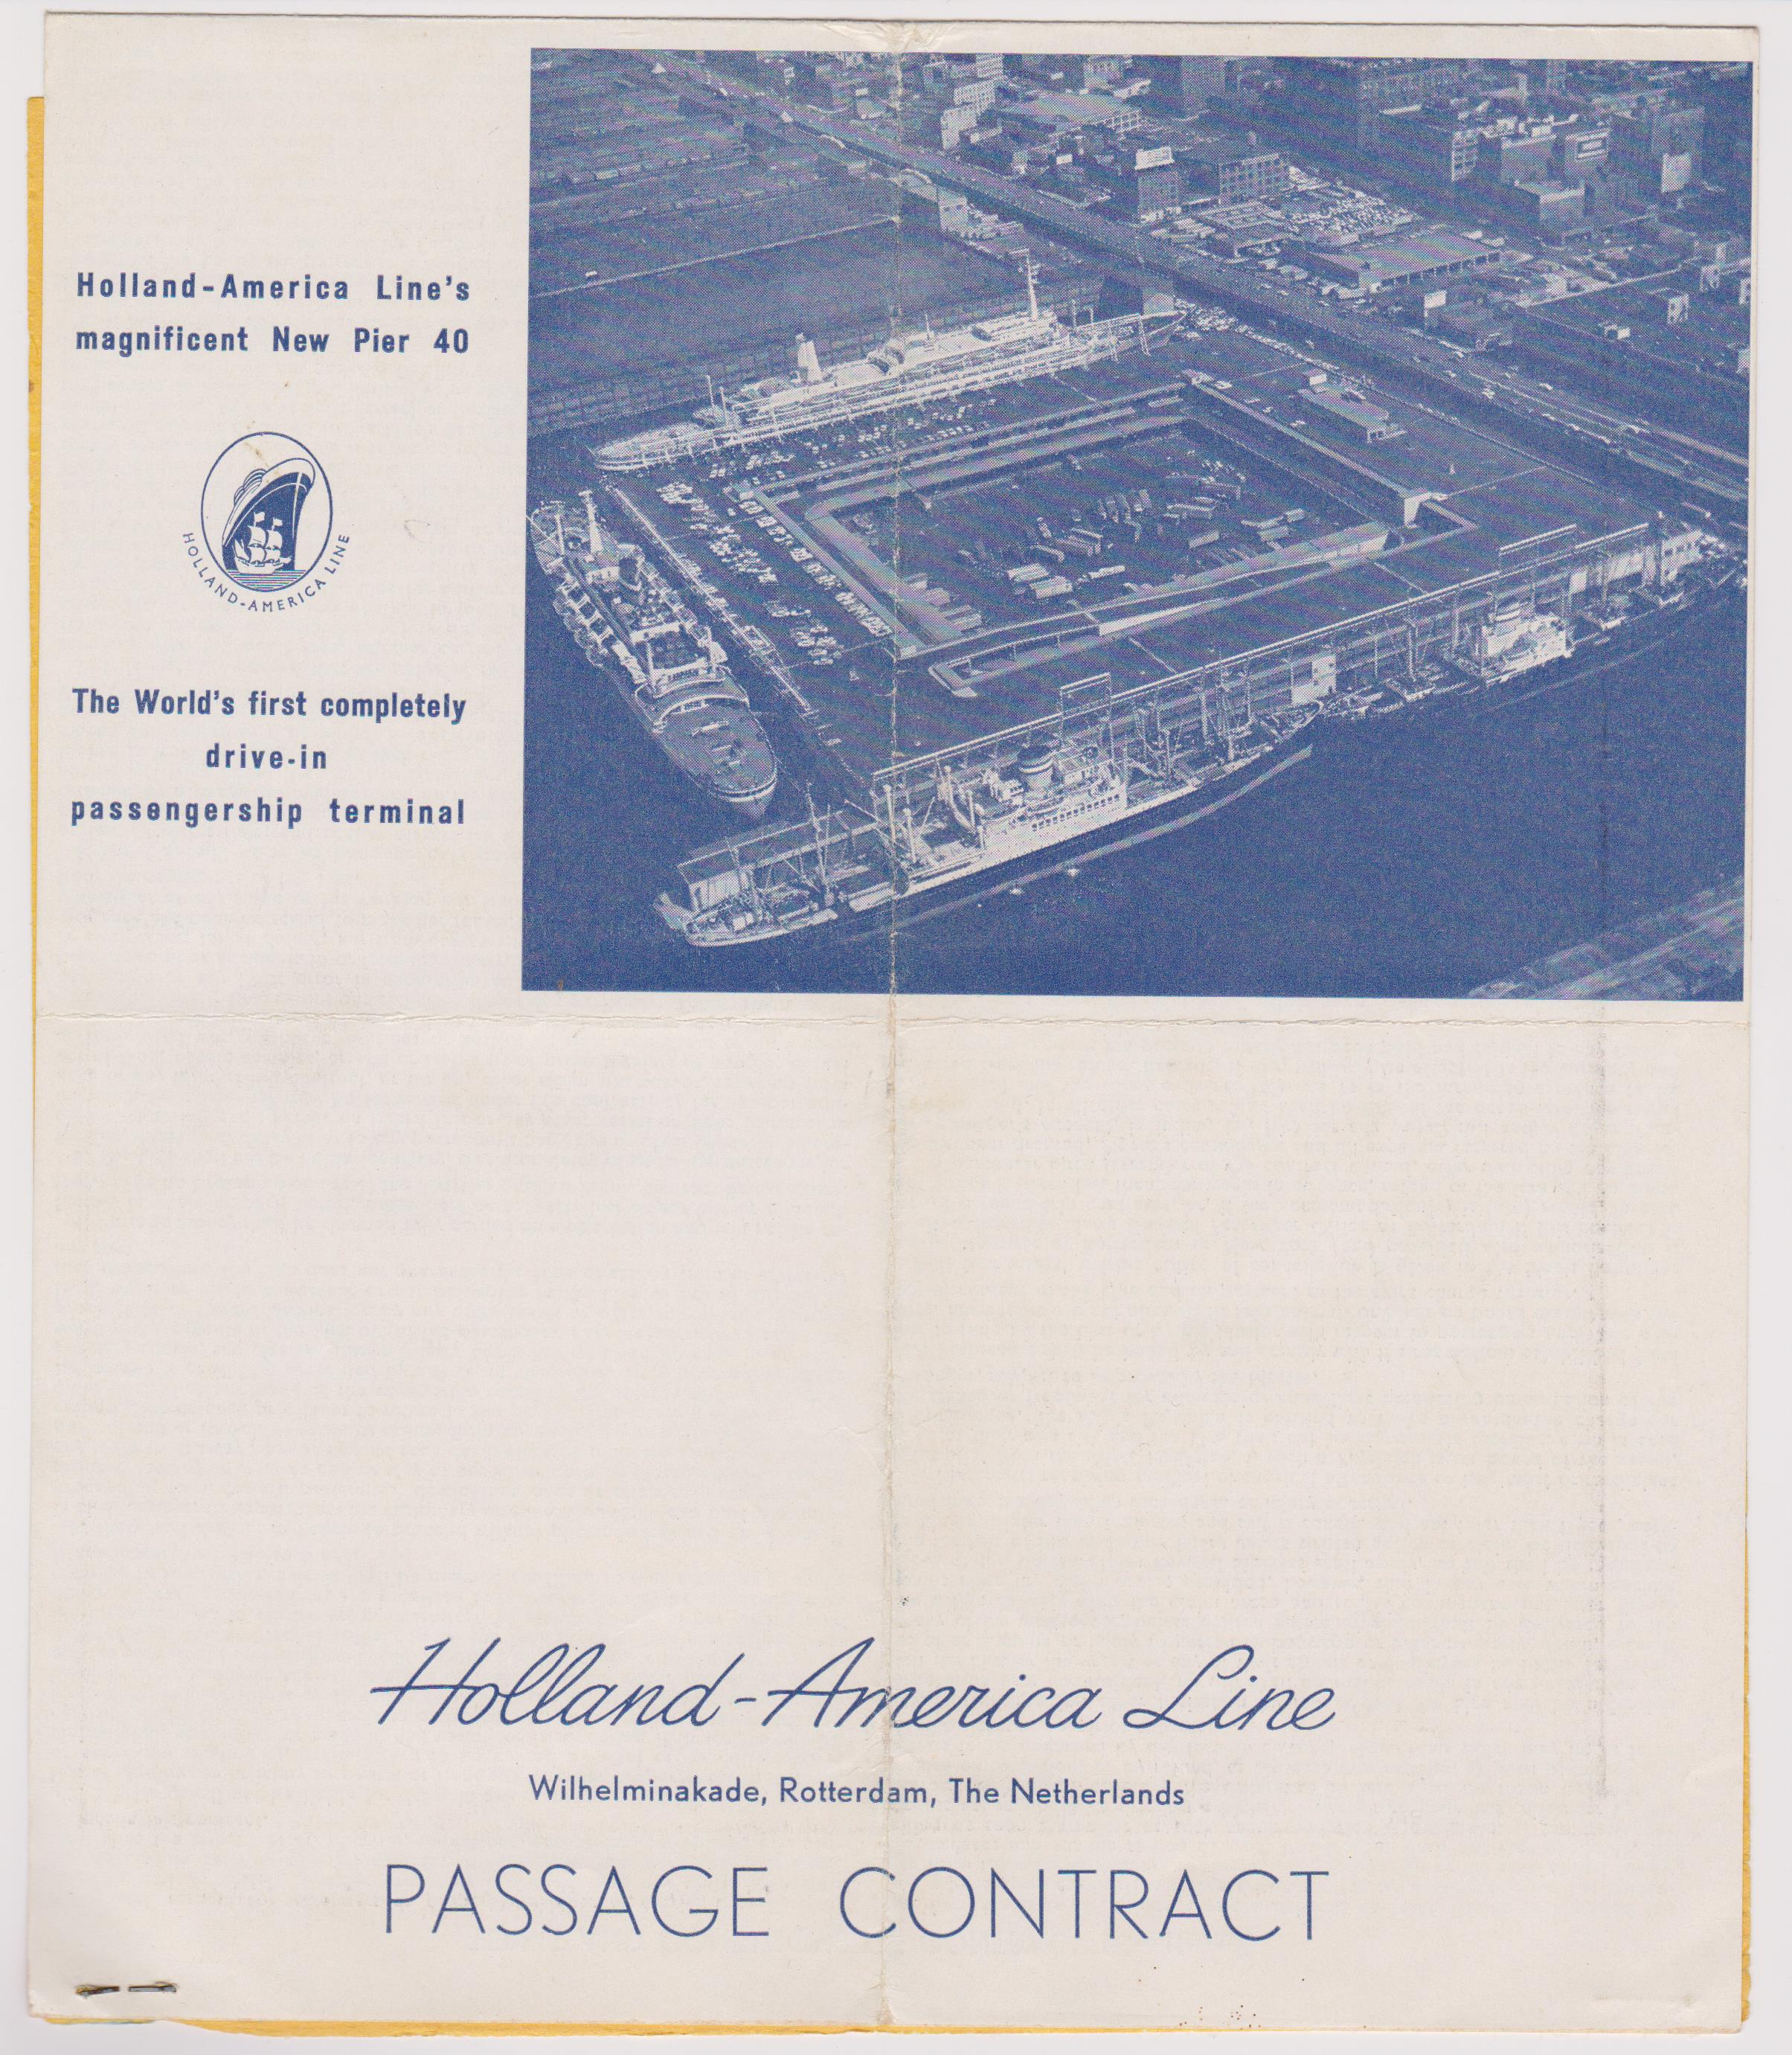 Holland-America Line's
magnificent New Pier 40
HOLLAND-AMERICA LINE
The World's first completely
drive-in
passengership terminal
Holland-America Line
Wilhelminakade, Rotterdam, The Netherlands
PASSAGE CONTRACT